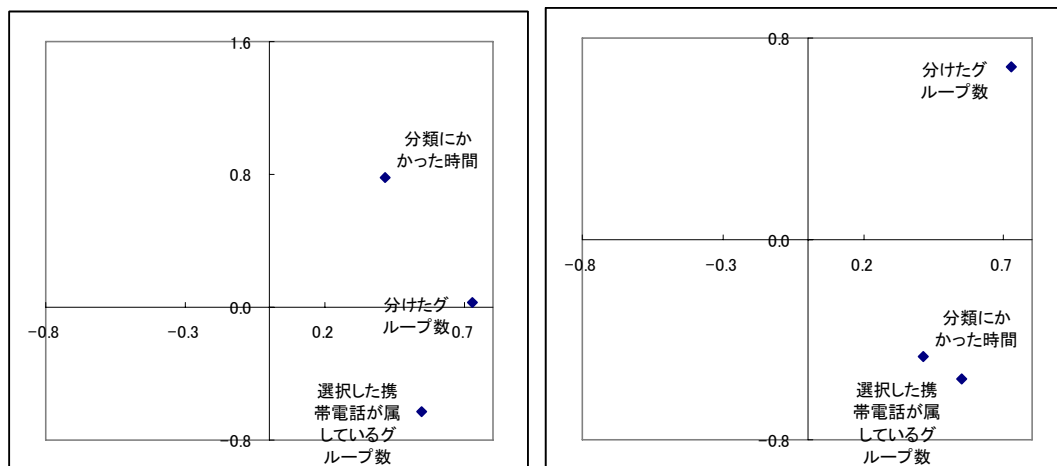 1.6
分類にか
かった時間
0.8
分けたグ
ループ数
0.0
-0.8
-0.3
0.2
0.7
選択した携
帯電話が属
しているグ
ループ数
-0.8
0.8
分けたグ
ループ数
0.0
-0.8
-0.3
0.2
0.7
分類にか
かった時間
選択した携
帯電話が属
しているグ
ループ数
-0.8